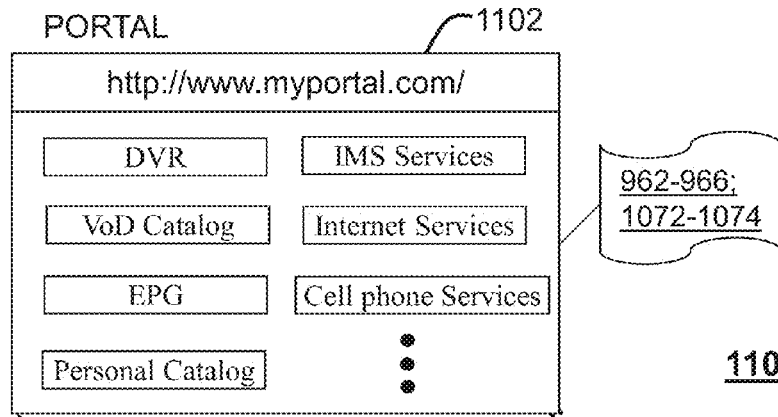 PORTAL
1102
http://www.myportal.com/
DVR
IMS Services
VoD Catalog
Internet Services
EPG
Cell phone Services
Personal Catalog
962-966;
1072-1074
110